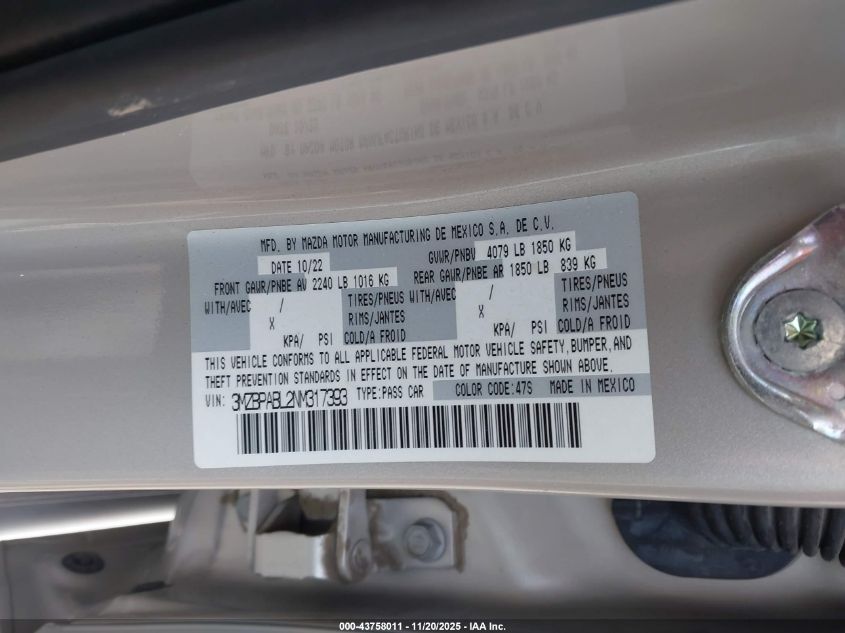 MFD. BY MAZDA MOTOR MANUFACTURING DE MEXICO S.A. DE C.V.
DATE 10/22 GVWR/PNBV 4079 LB 1850 KG
FRONT GAWR/PNBE AV 2240 LB 1016 KG REAR GAWR/PNBE AR 1850 LB 839 KG
WITH/AVEC / TIRES/PNEUS WITH/AVEC / TIRES/PNEUS
X RIMS/JANTES X RIMS/JANTES
KPA/ PSI COLD/A FROID KPA/ PSI COLD/A FROID
THIS VEHICLE CONFORMS TO ALL APPLICABLE FEDERAL MOTOR VEHICLE SAFETY, BUMPER, AND
THEFT PREVENTION STANDARDS IN EFFECT ON THE DATE OF MANUFACTURE SHOWN ABOVE.
VIN: 3MZBPABL2NM317393 TYPE:PASS CAR COLOR CODE:47S MADE IN MEXICO
000-43758011 - 11/20/2025 - IAA Inc.